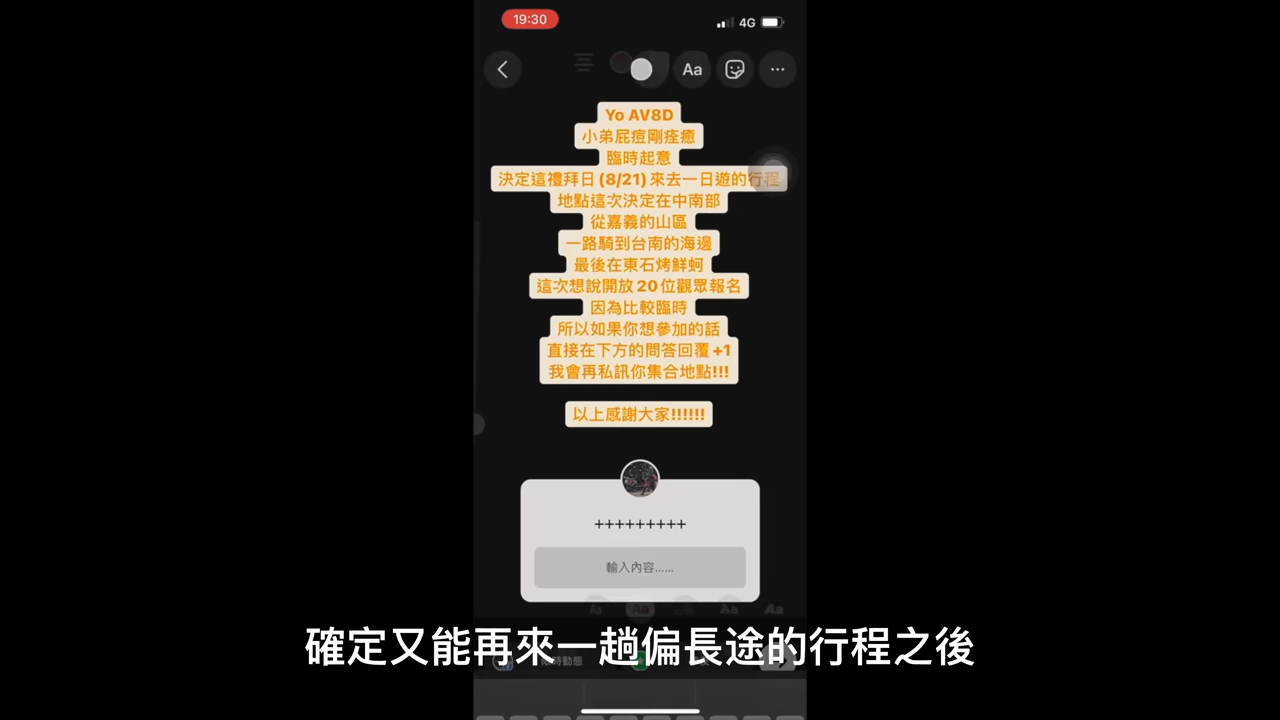 19:30
4G
Aa
Yo AV8D
小弟屁痘剛痊癒
臨時起意
決定這禮拜日(8/21)來去一日遊的行程
地點這次決定在中南部
從嘉義的山區
一路騎到台南的海邊
最後在東石烤鮮蚵
這次想說開放20位觀眾報名
因為比較臨時
所以如果你想參加的話
直接在下方的問答回覆+1
我會再私訊你集合地點!!!
以上感謝大家!!!!!!
+++++++++
輸入內容......
Aa Aa Aa Aa
確定又能再來一趟偏長途的行程之後